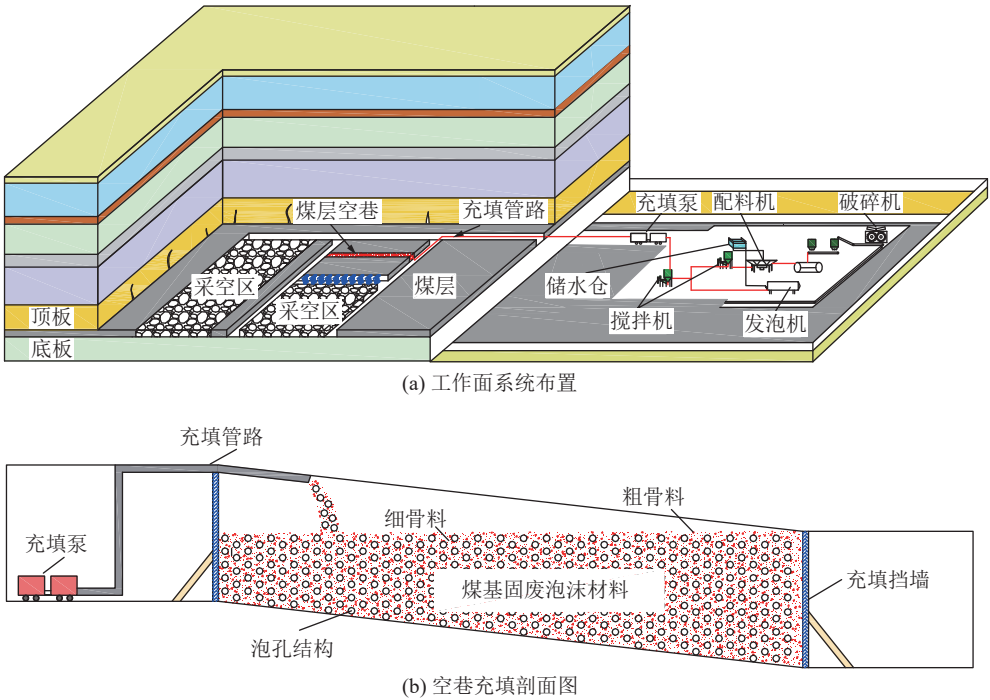 煤层空巷
充填管路
充填泵
配料机
破碎机
采空区
储水仓
煤层
采空区
顶板
搅拌机
发泡机
底板
(a) 工作面系统布置
充填管路
粗骨料
细骨料
充填泵
煤基固废泡沫材料
充填挡墙
泡孔结构
(b) 空巷充填剖面图